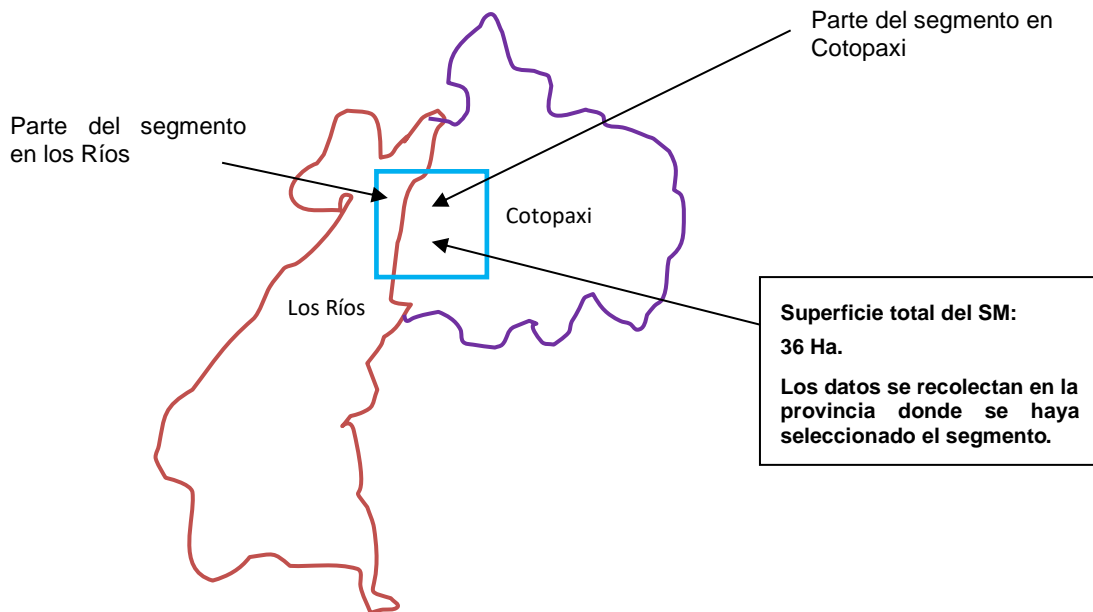 Parte del segmento en
Cotopaxi
Parte del segmento
en los Ríos
Cotopaxi
Los Ríos
Superficie total del SM:
36 Ha.
Los datos se recolectan en la
provincia donde se haya
seleccionado el segmento.